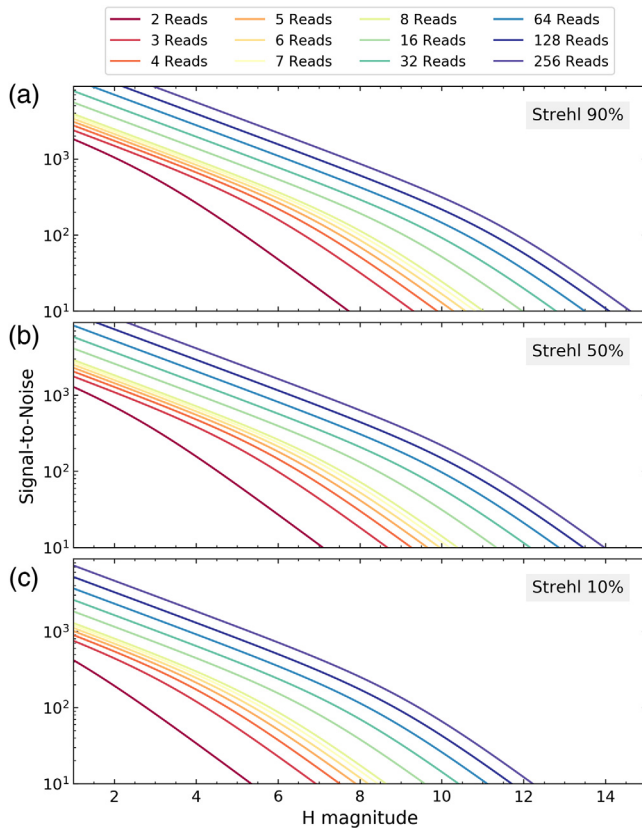 2 Reads 5 Reads 8 Reads 64 Reads
3 Reads 6 Reads 16 Reads 128 Reads
4 Reads 7 Reads 32 Reads 256 Reads
(a)
Strehl 90%
10³
10²
10¹
(b)
Strehl 50%
10³
10²
10¹
Signal-to-Noise
(c)
Strehl 10%
10³
10²
10¹
2 4 6 8 10 12 14
H magnitude